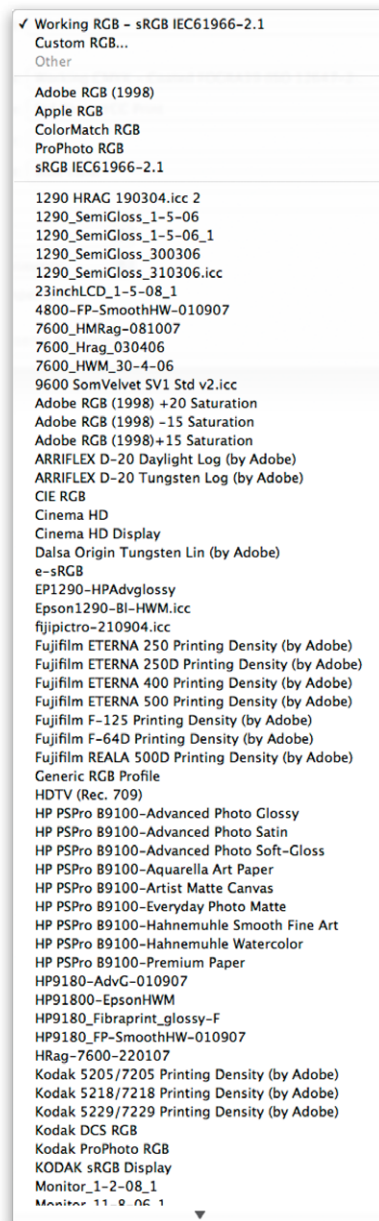 ✓ Working RGB - sRGB IEC61966-2.1
Custom RGB...
Other
Adobe RGB (1998)
Apple RGB
ColorMatch RGB
ProPhoto RGB
sRGB IEC61966-2.1
1290 HRAG 190304.icc 2
1290_SemiGloss_1-5-06
1290_SemiGloss_1-5-06_1
1290_SemiGloss_300306
1290_SemiGloss_310306.icc
23inchLCD_1-5-08_1
4800-FP-SmoothHW-010907
7600_HMRag-081007
7600_Hrag_030406
7600_HWM_30-4-06
9600 SomVelvet SV1 Std v2.icc
Adobe RGB (1998) +20 Saturation
Adobe RGB (1998) -15 Saturation
Adobe RGB (1998)+15 Saturation
ARRIFLEX D-20 Daylight Log (by Adobe)
ARRIFLEX D-20 Tungsten Log (by Adobe)
CIE RGB
Cinema HD
Cinema HD Display
Dalsa Origin Tungsten Lin (by Adobe)
e-sRGB
EP1290-HPAdvglossy
Epson1290-BI-HWM.icc
fijipictro-210904.icc
Fujifilm ETERNA 250 Printing Density (by Adobe)
Fujifilm ETERNA 250D Printing Density (by Adobe)
Fujifilm ETERNA 400 Printing Density (by Adobe)
Fujifilm ETERNA 500 Printing Density (by Adobe)
Fujifilm F-125 Printing Density (by Adobe)
Fujifilm F-64D Printing Density (by Adobe)
Fujifilm REALA 500D Printing Density (by Adobe)
Generic RGB Profile
HDTV (Rec. 709)
HP PSPro B9100-Advanced Photo Glossy
HP PSPro B9100-Advanced Photo Satin
HP PSPro B9100-Advanced Photo Soft-Gloss
HP PSPro B9100-Aquarella Art Paper
HP PSPro B9100-Artist Matte Canvas
HP PSPro B9100-Everyday Photo Matte
HP PSPro B9100-Hahnemuhle Smooth Fine Art
HP PSPro B9100-Hahnemuhle Watercolor
HP PSPro B9100-Premium Paper
HP9180-AdvG-010907
HP91800-EpsonHWM
HP9180_Fibraprint_glossy-F
HP9180_FP-SmoothHW-010907
HRag-7600-220107
Kodak 5205/7205 Printing Density (by Adobe)
Kodak 5218/7218 Printing Density (by Adobe)
Kodak 5229/7229 Printing Density (by Adobe)
Kodak DCS RGB
Kodak ProPhoto RGB
KODAK sRGB Display
Monitor_1-2-08_1
Monitor_11-8-06_1